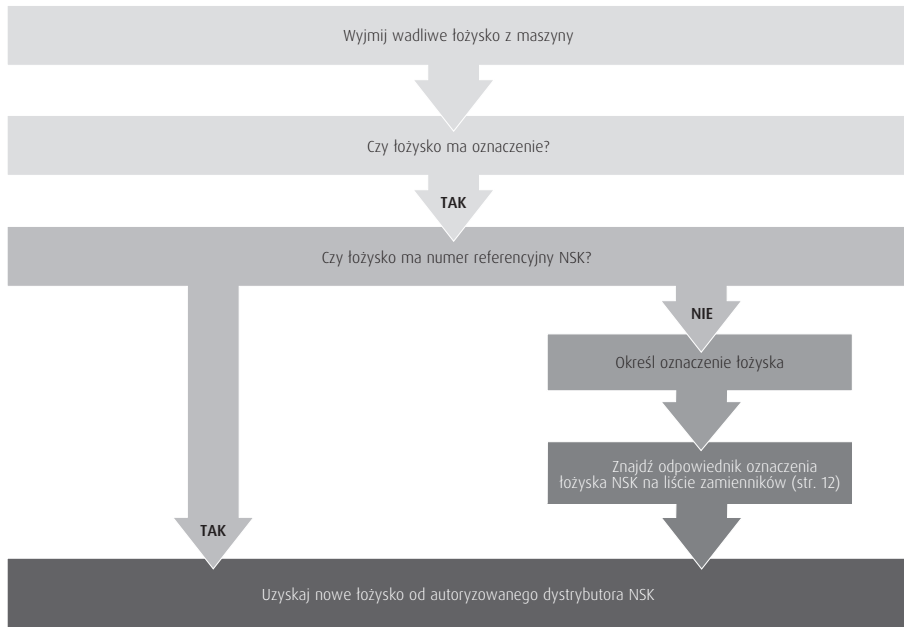 Wyjmij wadliwe łożysko z maszyny
Czy łożysko ma oznaczenie?
TAK
Czy łożysko ma numer referencyjny NSK?
NIE
Określ oznaczenie łożyska
Znajdź odpowiednik oznaczenia
łożyska NSK na liście zamienników (str. 12)
TAK
Uzyskaj nowe łożysko od autoryzowanego dystrybutora NSK